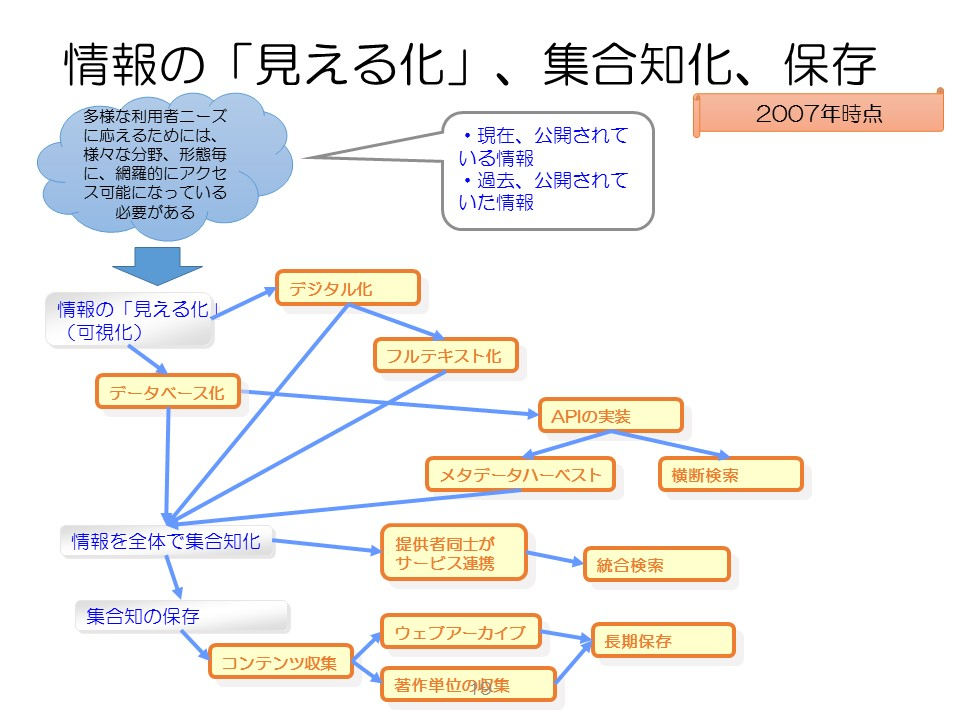 情報の「見える化」、集合知化、保存
2007年時点
多様な利用者ニーズ
に応えるためには、
様々な分野、形態毎
に、網羅的にアクセ
ス可能になっている
必要がある
・現在、公開されて
いる情報
・過去、公開されて
いた情報
情報の「見える化」
（可視化）
デジタル化
フルテキスト化
データベース化
APIの実装
メタデータハーベスト
横断検索
情報を全体で集合知化
提供者同士が
サービス連携
統合検索
集合知の保存
コンテンツ収集
ウェブアーカイブ
長期保存
著作単位の収集